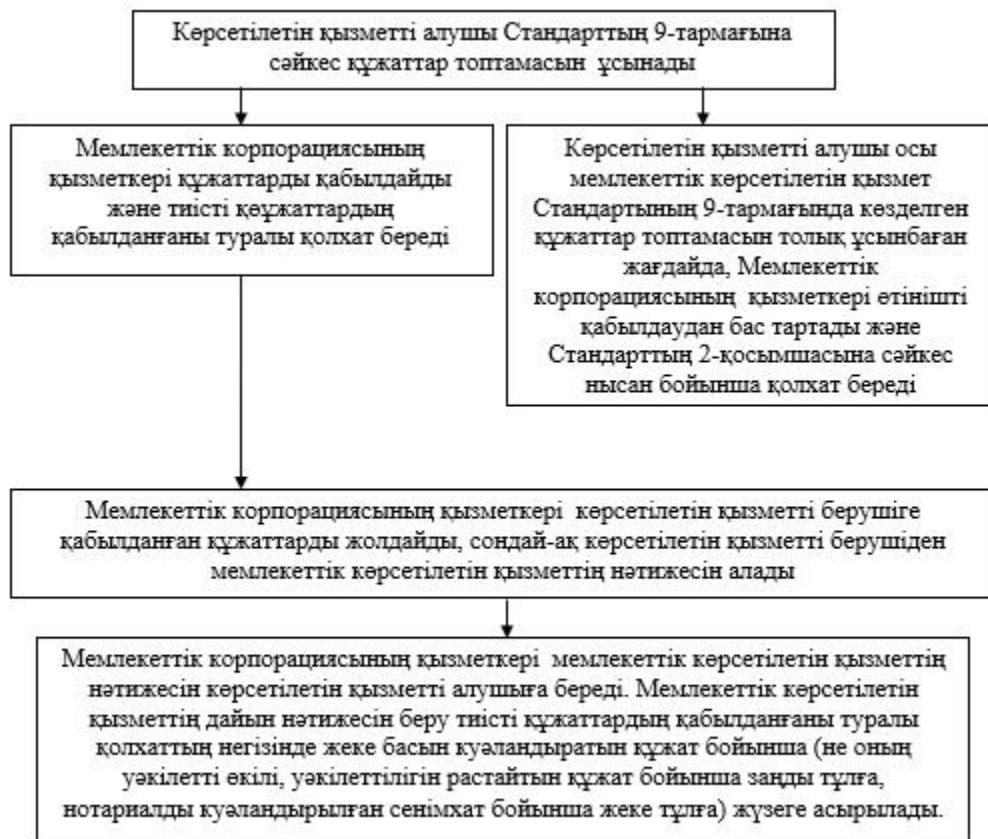 Көрсетілетін қызметті алушы Стандарттың 9-тармағына
сәйкес құжаттар топтамасын ұсынады
Мемлекеттік корпорациясының
қызметкері құжаттарды қабылдайды
және тиісті қөұжаттардың
қабылданғаны туралы қолхат береді
Көрсетілетін қызметті алушы осы
мемлекеттік көрсетілетін қызмет
Стандартының 9-тармағында көзделген
құжаттар топтамасын толық ұсынбаған
жағдайда, Мемлекеттік
корпорациясының қызметкері өтінішті
қабылдаудан бас тартады және
Стандарттың 2-қосымшасына сәйкес
нысан бойынша қолхат береді
Мемлекеттік корпорациясының қызметкері көрсетілетін қызметті берушіге
қабылданған құжаттарды жолдайды, сондай-ақ көрсетілетін қызметті берушіден
мемлекеттік көрсетілетін қызметтің нәтижесін алады
Мемлекеттік корпорациясының қызметкері мемлекеттік көрсетілетін қызметтің
нәтижесін көрсетілетін қызметті алушыға береді. Мемлекеттік көрсетілетін
қызметтің дайын нәтижесін беру тиісті құжаттардың қабылданғаны туралы
қолхаттың негізінде жеке басын куәландыратын құжат бойынша (не оның
уәкілетті өкілі, уәкілеттілігін растайтын құжат бойынша заңды тұлға,
нотариалды куәландырылған сенімхат бойынша жеке тұлға) жүзеге асырылады.